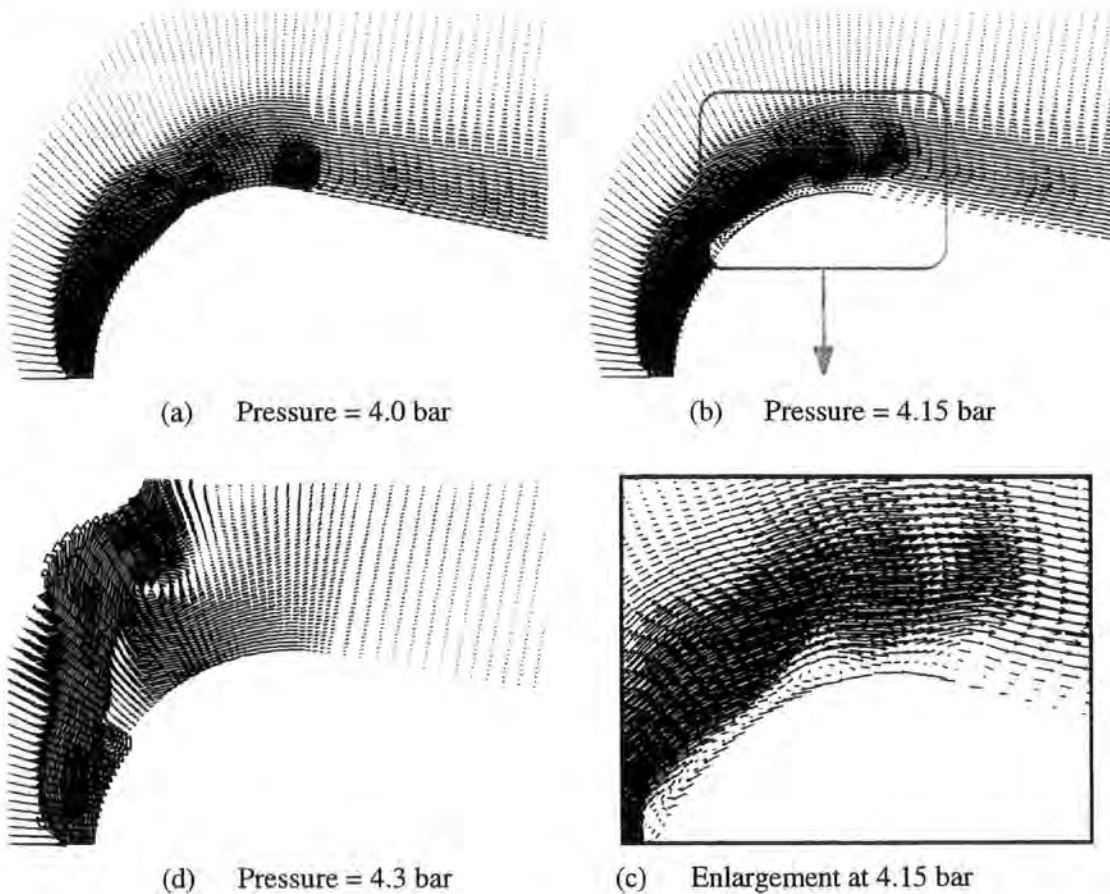 (a) Pressure = 4.0 bar
(b) Pressure = 4.15 bar
(d) Pressure = 4.3 bar
(c) Enlargement at 4.15 bar